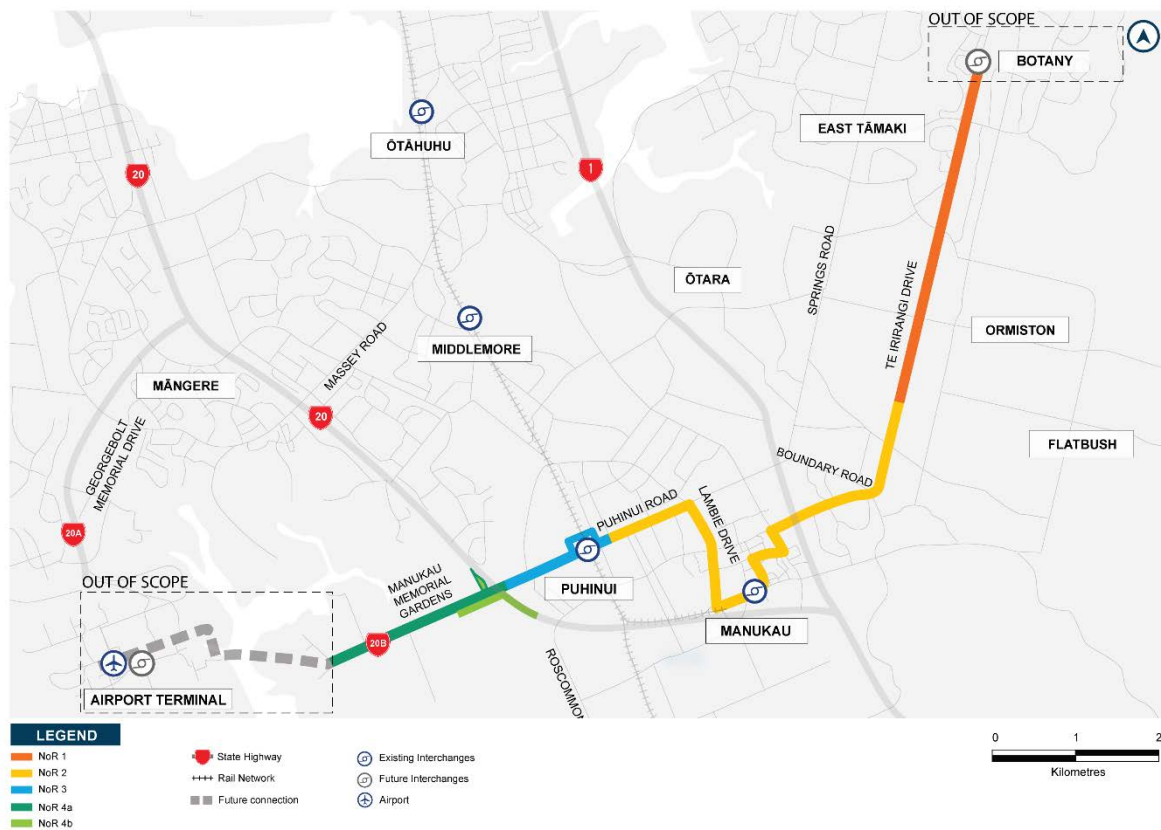 OUT OF SCOPE
BOTANY
EAST TĀMAKI
ŌTĀHUHU
20
1
ŌTARA
SPRINGS ROAD
TE IRIRANGI DRIVE
ORMISTON
MIDDLEMORE
MASSEY ROAD
MĀNGERE
20
FLATBUSH
GEORGEBOLT
MEMORIAL DRIVE
BOUNDARY ROAD
PUHINUI ROAD
LAMBIE DRIVE
20A
OUT OF SCOPE
MANUKAU
MEMORIAL
GARDENS
PUHINUI
MANUKAU
20B
ROSCOMMON
AIRPORT TERMINAL
LEGEND
NoR 1
NoR 2
NoR 3
NoR 4a
NoR 4b
State Highway
Rail Network
Future connection
Existing Interchanges
Future Interchanges
Airport
0 1 2
Kilometres